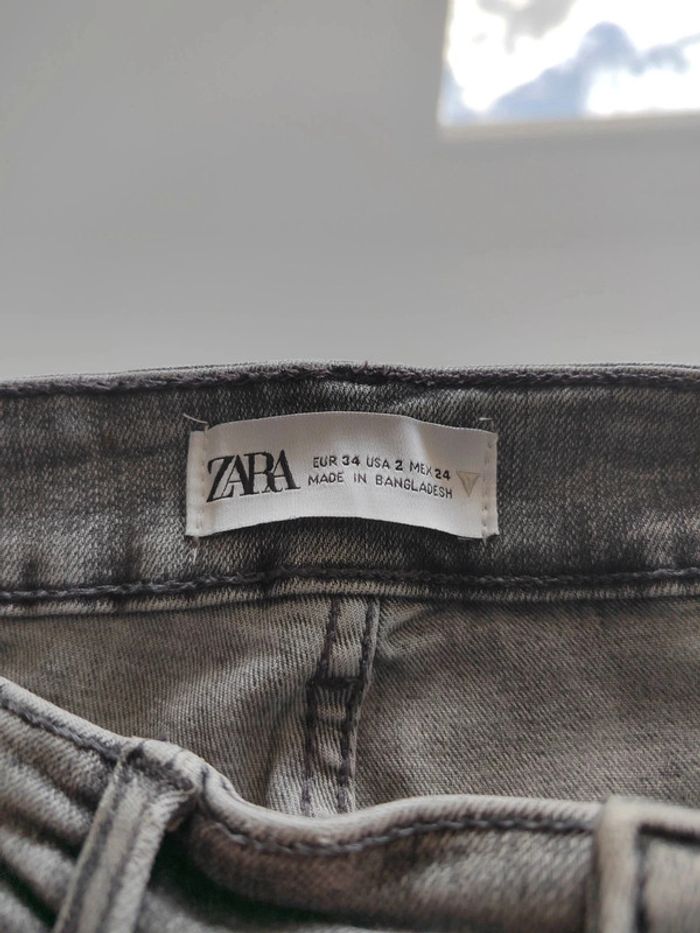 ZARA
EUR 34 USA 2 MEX 24
MADE IN BANGLADESH